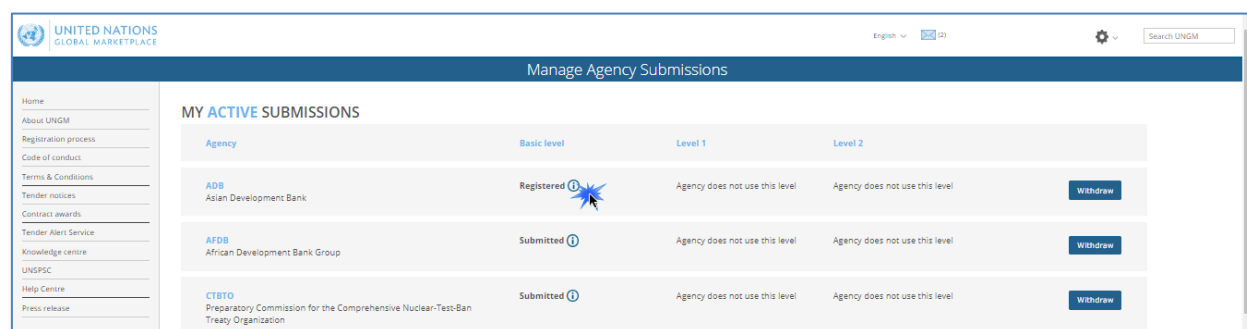 UNITED NATIONS
GLOBAL MARKETPLACE
English
(2)
Search UNGM
Manage Agency Submissions
Home
About UNGM
Registration process
Code of conduct
Terms & Conditions
Tender notices
Contract awards
Tender Alert Service
Knowledge centre
UNSPSC
Help Centre
Press release
MY ACTIVE SUBMISSIONS
Agency Basic level Level 1 Level 2
ADB
Asian Development Bank
Registered Agency does not use this level Agency does not use this level Withdraw
AFDB
African Development Bank Group
Submitted Agency does not use this level Agency does not use this level Withdraw
CTBTO
Preparatory Commission for the Comprehensive Nuclear-Test-Ban
Treaty Organization
Submitted Agency does not use this level Agency does not use this level Withdraw